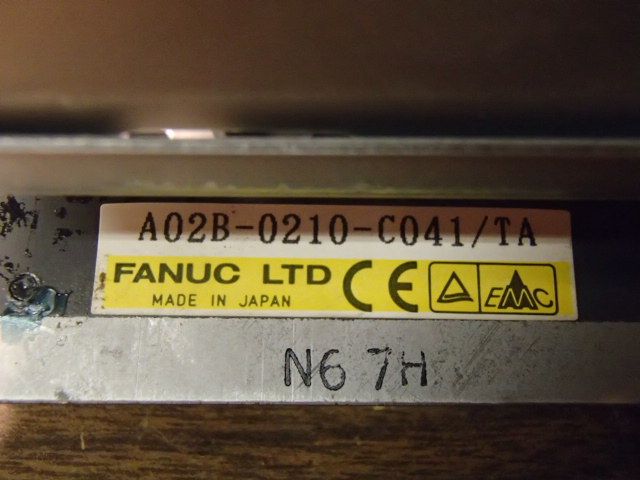 A02B-0210-C041/TA
FANUC LTD CE EMC
MADE IN JAPAN
N6 7H